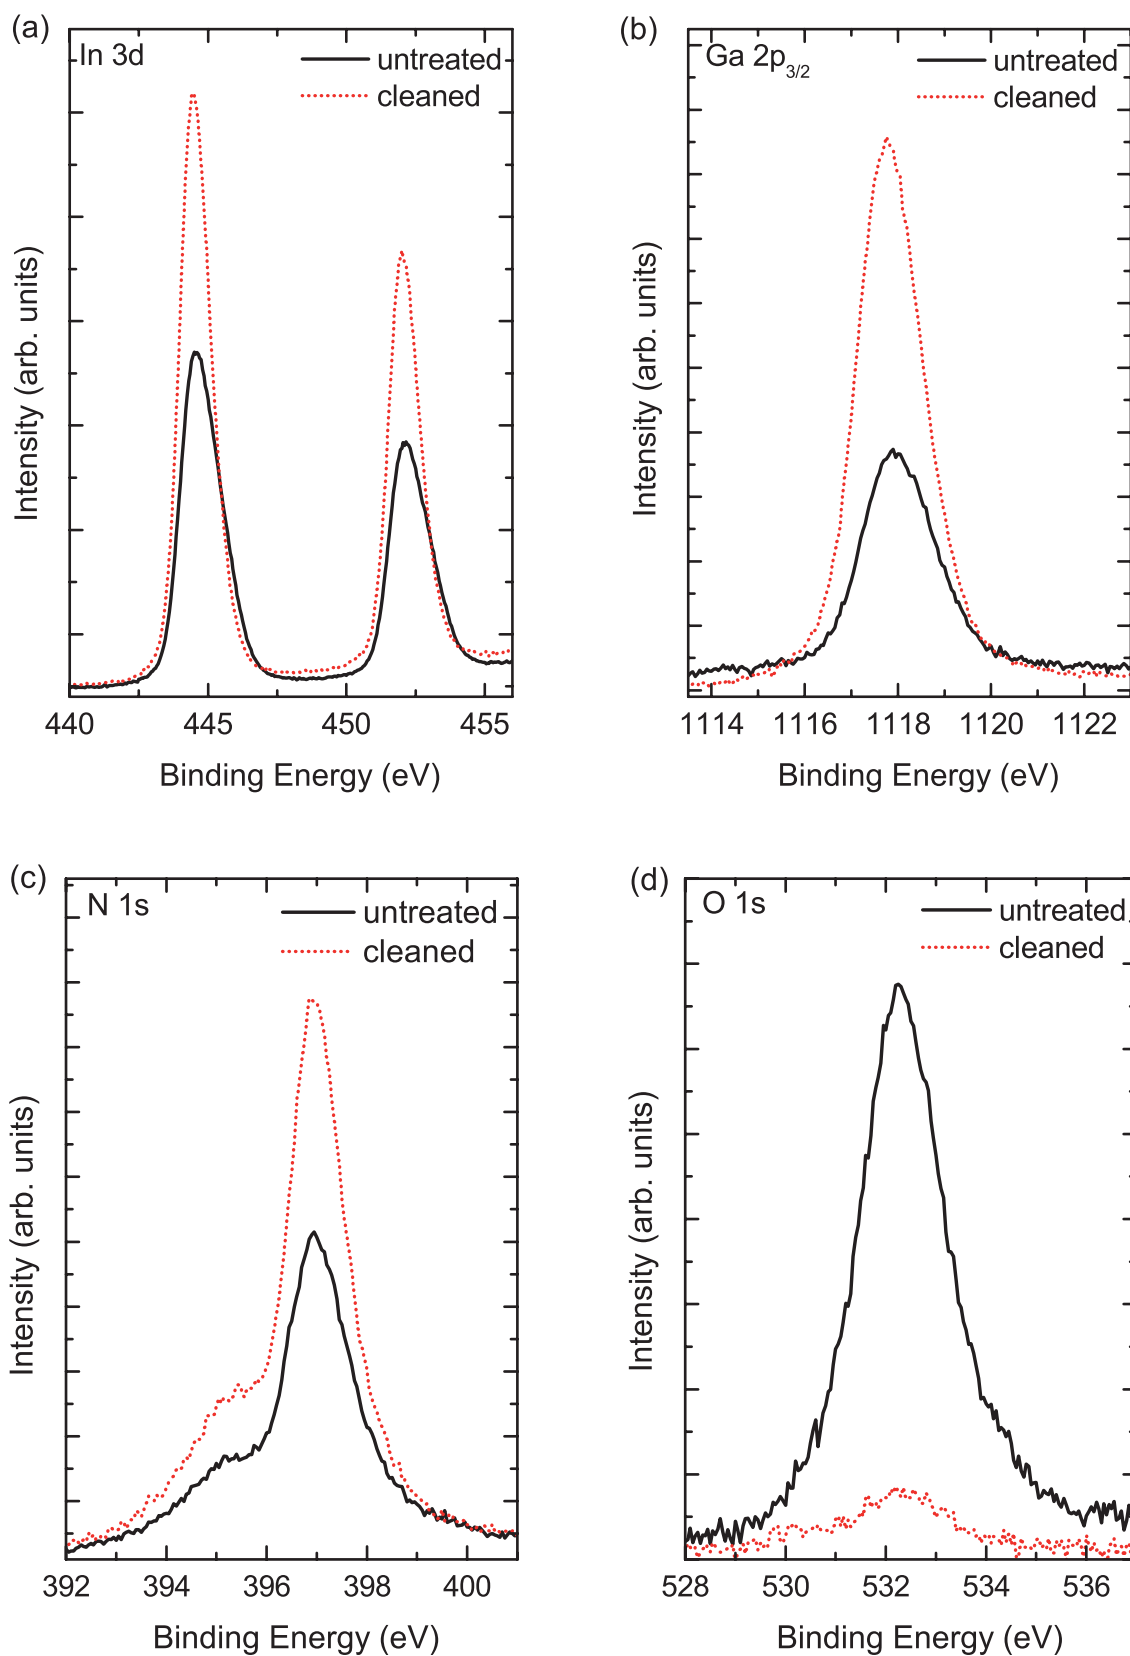 (a)
In 3d
untreated
cleaned
Intensity (arb. units)
440 445 450 455
Binding Energy (eV)
(b)
Ga 2p3/2
untreated
cleaned
Intensity (arb. units)
1114 1116 1118 1120 1122
Binding Energy (eV)
(c)
N 1s
untreated
cleaned
Intensity (arb. units)
392 394 396 398 400
Binding Energy (eV)
(d)
O 1s
untreated
cleaned
Intensity (arb. units)
528 530 532 534 536
Binding Energy (eV)